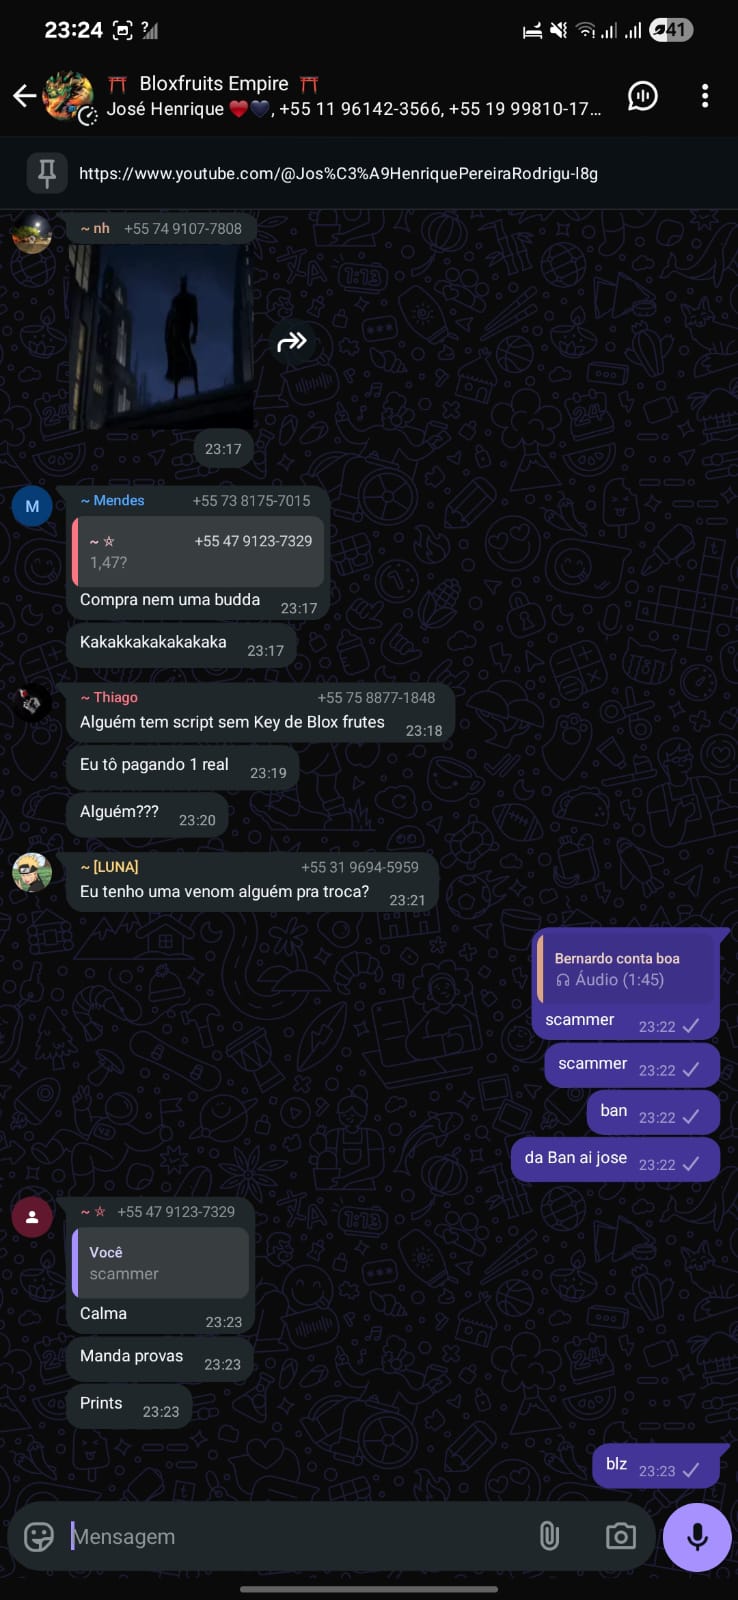 23:24
41
Bloxfruits Empire
José Henrique ❤️💙, +55 11 96142-3566, +55 19 99810-17...
https://www.youtube.com/@Jos%C3%A9HenriquePereiraRodrigu-l8g
~ nh +55 74 9107-7808
23:17
M
~ Mendes +55 73 8175-7015
~ ☆ +55 47 9123-7329
1,47?
Compra nem uma budda 23:17
Kakakkakakakakaka 23:17
~ Thiago +55 75 8877-1848
Alguém tem script sem Key de Blox frutes 23:18
Eu tô pagando 1 real 23:19
Alguém??? 23:20
~ [LUNA] +55 31 9694-5959
Eu tenho uma venom alguém pra troca? 23:21
Bernardo conta boa
Áudio (1:45)
scammer 23:22
scammer 23:22
ban 23:22
da Ban ai jose 23:22
~ ☆ +55 47 9123-7329
Você
scammer
Calma 23:23
Manda provas 23:23
Prints 23:23
blz 23:23
Mensagem